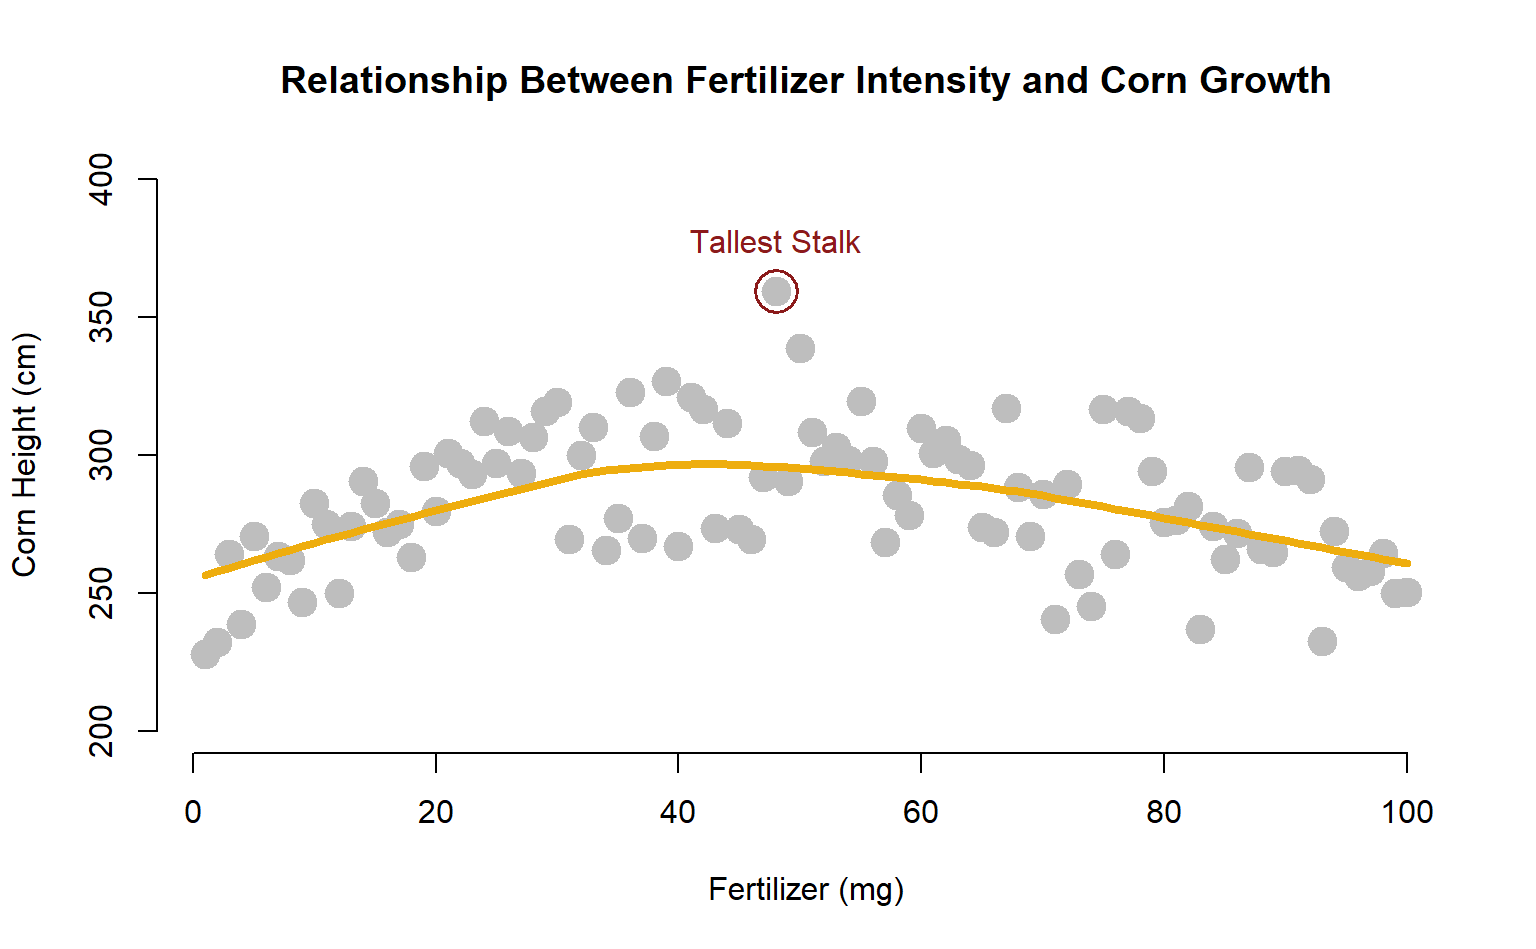 Relationship Between Fertilizer Intensity and Corn Growth
400
350
300
250
200
Corn Height (cm)
Tallest Stalk
0 20 40 60 80 100
Fertilizer (mg)